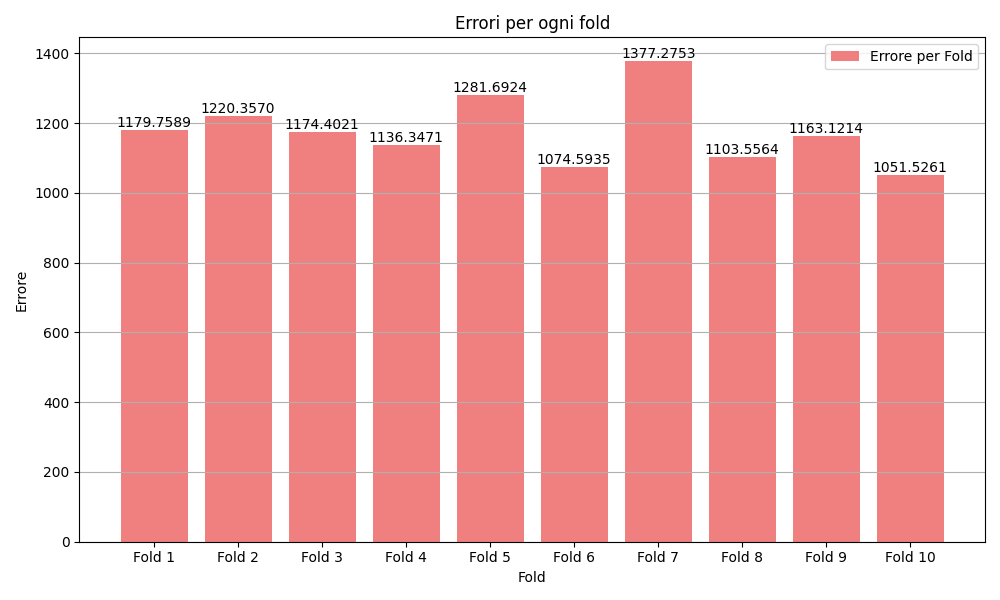 Errori per ogni fold
Errore per Fold
1400
1200
1000
800
600
400
200
0
Errore
1179.7589
1220.3570
1174.4021
1136.3471
1281.6924
1074.5935
1377.2753
1103.5564
1163.1214
1051.5261
Fold 1
Fold 2
Fold 3
Fold 4
Fold 5
Fold 6
Fold 7
Fold 8
Fold 9
Fold 10
Fold